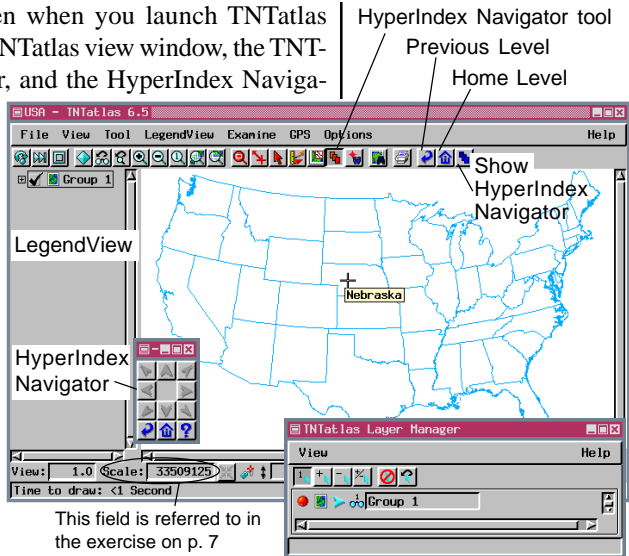 en when you launch TNTatlas
NTatlas view window, the TNT-
r, and the HyperIndex Naviga-
HyperIndex Navigator tool
Previous Level
Home Level
USA - TNTatlas 6.5
File View Tool LegendView Examine GPS Options Help
Show
HyperIndex
Navigator
Group 1
LegendView
Nebraska
HyperIndex
Navigator
TNTatlas Layer Manager
View Help
Group 1
View: 1.0 Scale: 33509125
Time to draw: <1 Second
This field is referred to in
the exercise on p. 7